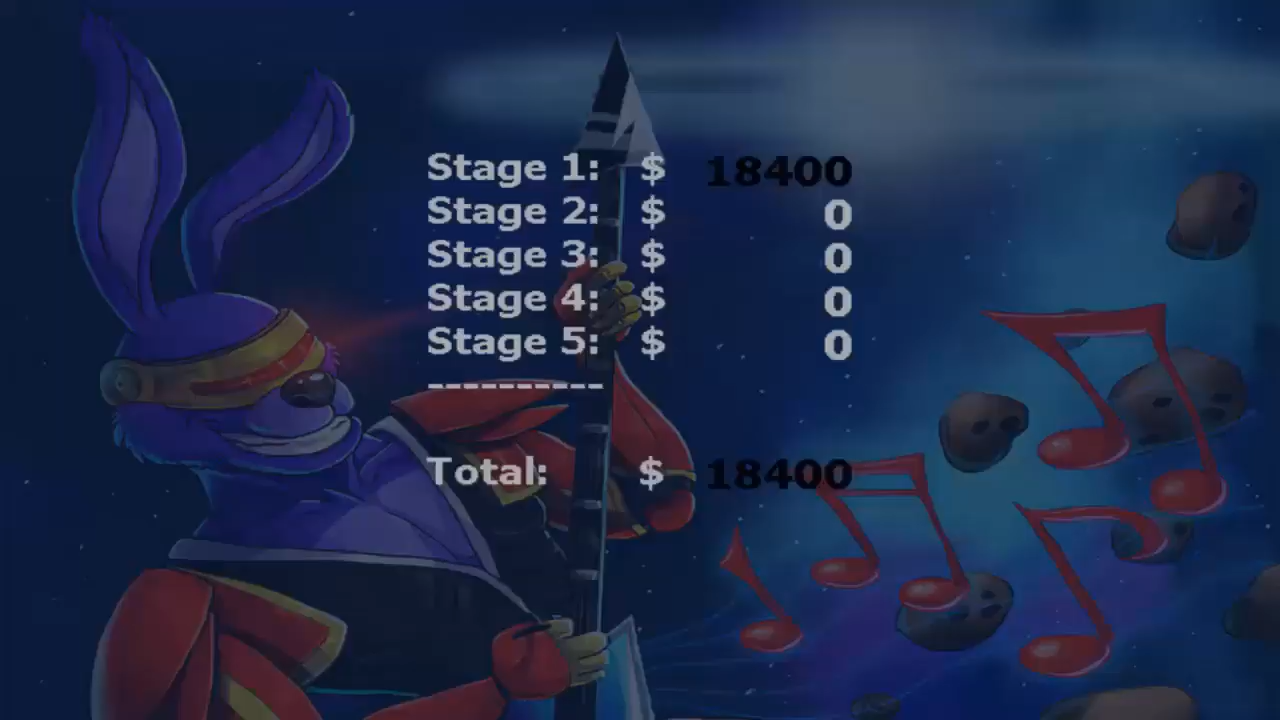 Stage 1: $ 18400
Stage 2: $ 0
Stage 3: $ 0
Stage 4: $ 0
Stage 5: $ 0
----------
Total: $ 18400